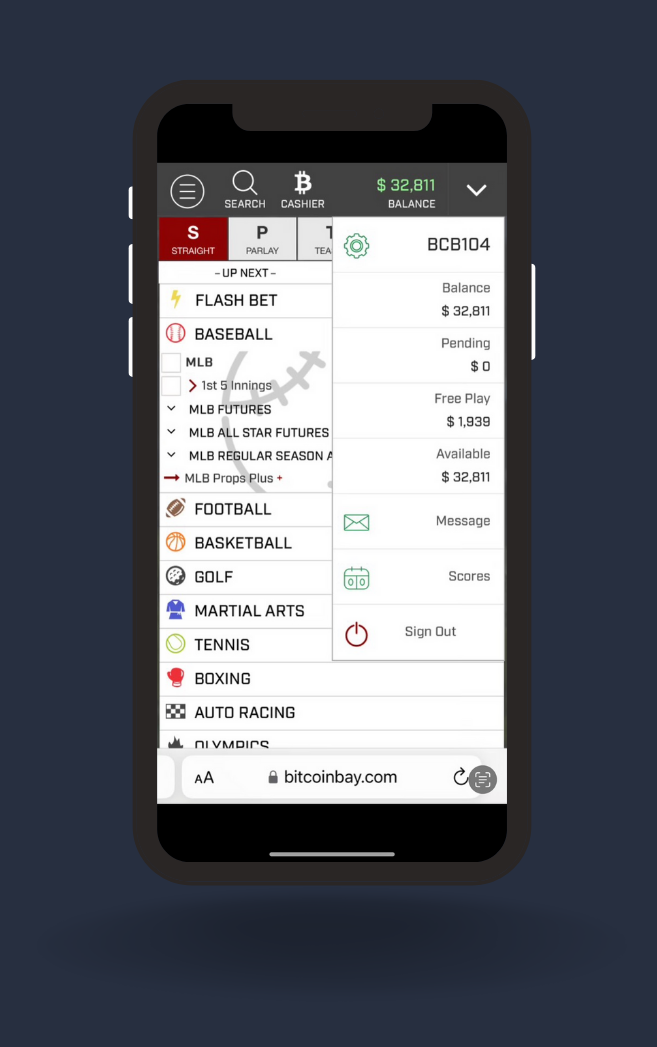 SEARCH
CASHIER
$ 32,811
BALANCE
S
STRAIGHT
P
PARLAY
T
TEA
- UP NEXT -
FLASH BET
BASEBALL
MLB
1st 5 Innings
MLB FUTURES
MLB ALL STAR FUTURES
MLB REGULAR SEASON A
MLB Props Plus +
FOOTBALL
BASKETBALL
GOLF
MARTIAL ARTS
TENNIS
BOXING
AUTO RACING
OLYMPICS
BCB104
Balance
$ 32,811
Pending
$ 0
Free Play
$ 1,939
Available
$ 32,811
Message
Scores
Sign Out
AA
bitcoinbay.com